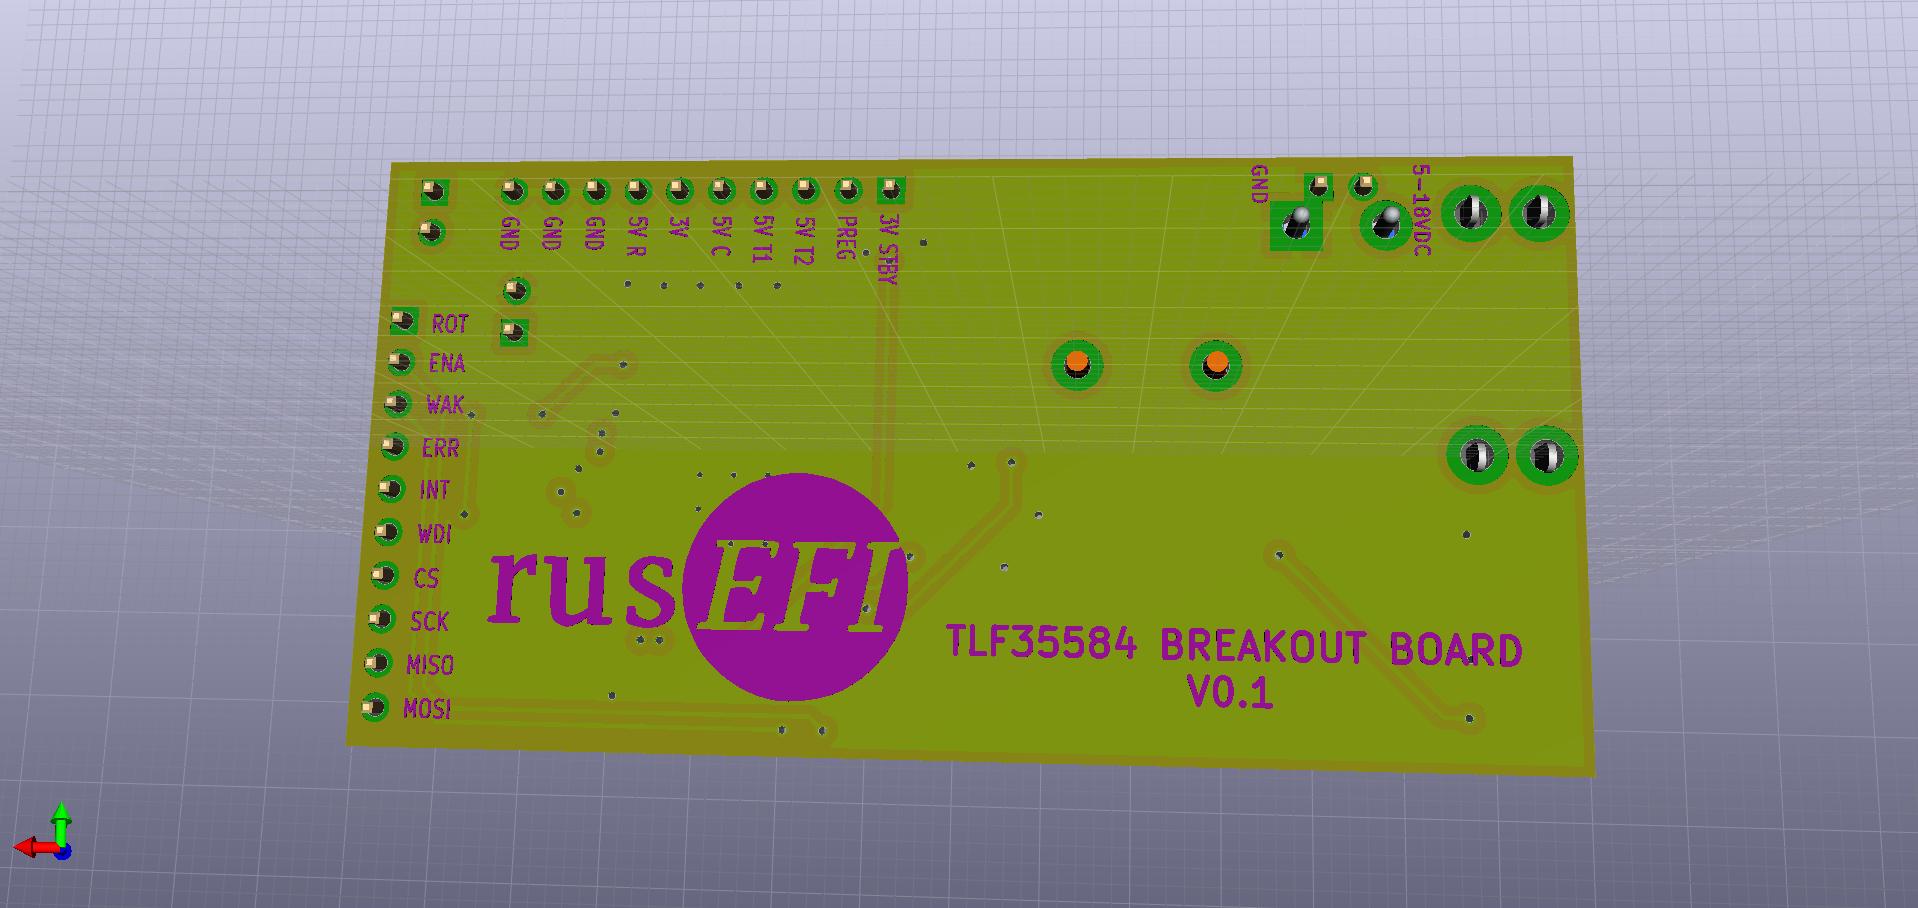 GND
GND
GND
5V R
3V
5V C
5V T1
5V T2
PREG
3V STBY
GND
5-18VDC
ROT
ENA
WAK
ERR
INT
WDI
CS
SCK
MISO
MOSI
rusEFI
TLF35584 BREAKOUT BOARD
V0.1